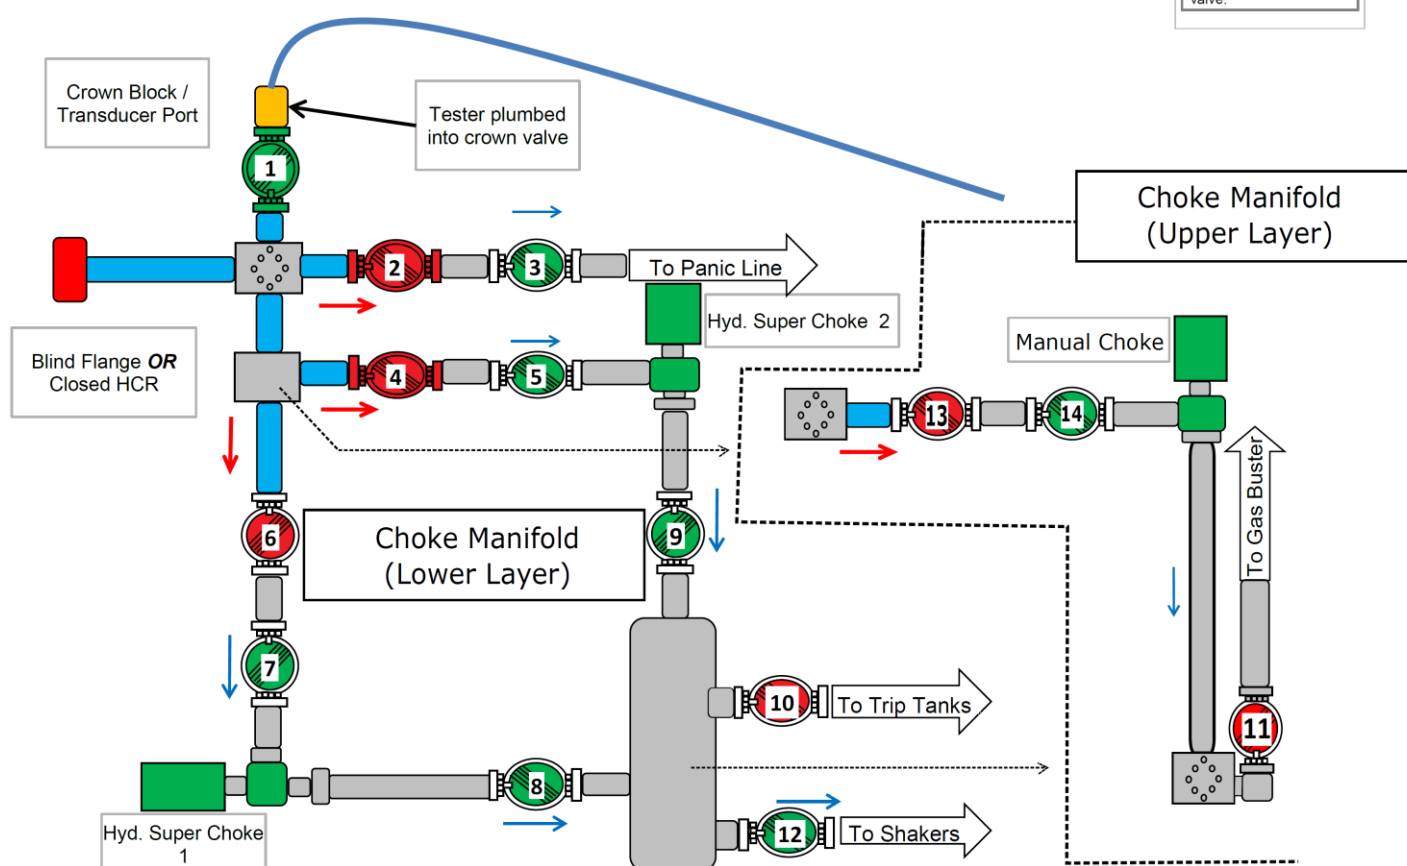 valve.
Crown Block /
Transducer Port
Tester plumbed
into crown valve
1
Choke Manifold
(Upper Layer)
2
3
To Panic Line
Hyd. Super Choke 2
Manual Choke
Blind Flange OR
Closed HCR
4
5
13
14
6
Choke Manifold
(Lower Layer)
9
To Gas Buster
7
10
To Trip Tanks
11
8
12
To Shakers
Hyd. Super Choke
1